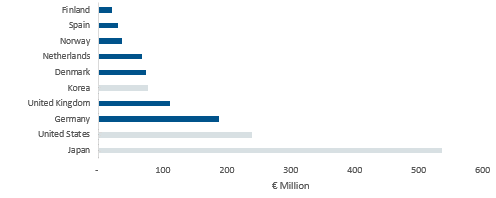 Finland
Spain
Norway
Netherlands
Denmark
Korea
United Kingdom
Germany
United States
Japan
- 100 200 300 400 500 600
€ Million